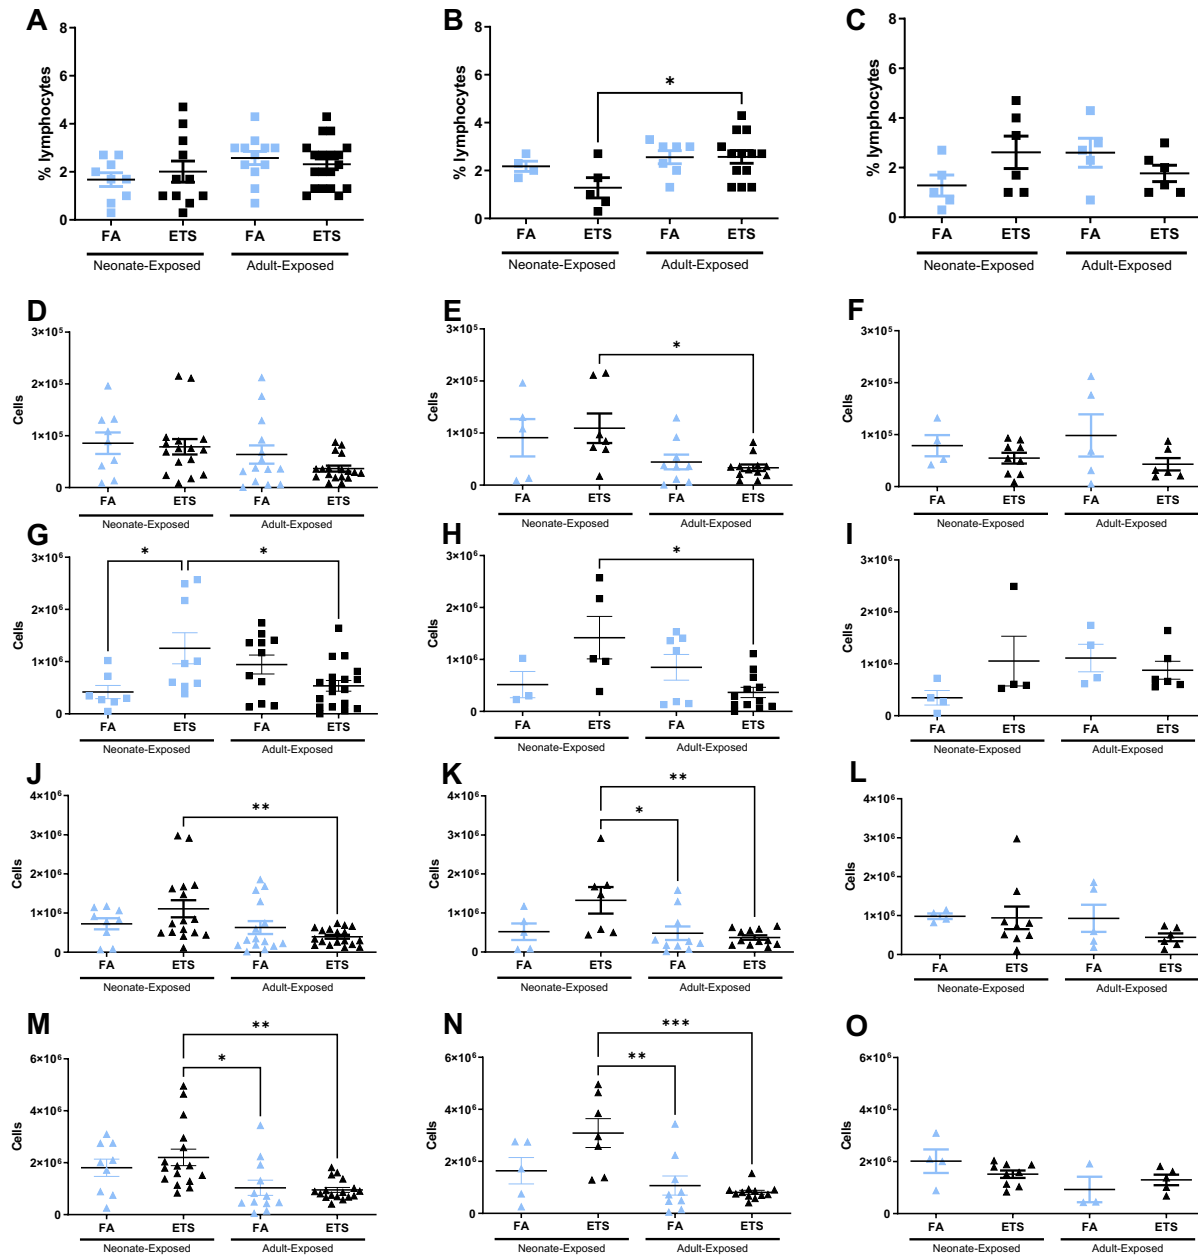 A
B
C
% lymphocytes
8
6
4
2
0
FA ETS FA ETS
Neonate-Exposed Adult-Exposed
% lymphocytes
8
6
4
2
0
*
FA ETS FA ETS
Neonate-Exposed Adult-Exposed
% lymphocytes
8
6
4
2
0
FA ETS FA ETS
Neonate-Exposed Adult-Exposed
D
E
F
Cells
3×10⁵
2×10⁵
1×10⁵
0
FA ETS FA ETS
Neonate-Exposed Adult-Exposed
Cells
3×10⁵
2×10⁵
1×10⁵
0
*
FA ETS FA ETS
Neonate-Exposed Adult-Exposed
Cells
3×10⁵
2×10⁵
1×10⁵
0
FA ETS FA ETS
Neonate-Exposed Adult-Exposed
G
H
I
Cells
3×10⁶
2×10⁶
1×10⁶
0
* *
FA ETS FA ETS
Neonate-Exposed Adult-Exposed
Cells
3×10⁶
2×10⁶
1×10⁶
0
*
FA ETS FA ETS
Neonate-Exposed Adult-Exposed
Cells
3×10⁶
2×10⁶
1×10⁶
0
FA ETS FA ETS
Neonate-Exposed Adult-Exposed
J
K
L
Cells
4×10⁶
3×10⁶
2×10⁶
1×10⁶
0
**
FA ETS FA ETS
Neonate-Exposed Adult-Exposed
Cells
4×10⁶
3×10⁶
2×10⁶
1×10⁶
0
**
*
FA ETS FA ETS
Neonate-Exposed Adult-Exposed
Cells
4×10⁶
3×10⁶
2×10⁶
1×10⁶
0
FA ETS FA ETS
Neonate-Exposed Adult-Exposed
M
N
O
Cells
6×10⁶
4×10⁶
2×10⁶
0
**
*
FA ETS FA ETS
Neonate-Exposed Adult-Exposed
Cells
6×10⁶
4×10⁶
2×10⁶
0
***
**
FA ETS FA ETS
Neonate-Exposed Adult-Exposed
Cells
6×10⁶
4×10⁶
2×10⁶
0
FA ETS FA ETS
Neonate-Exposed Adult-Exposed